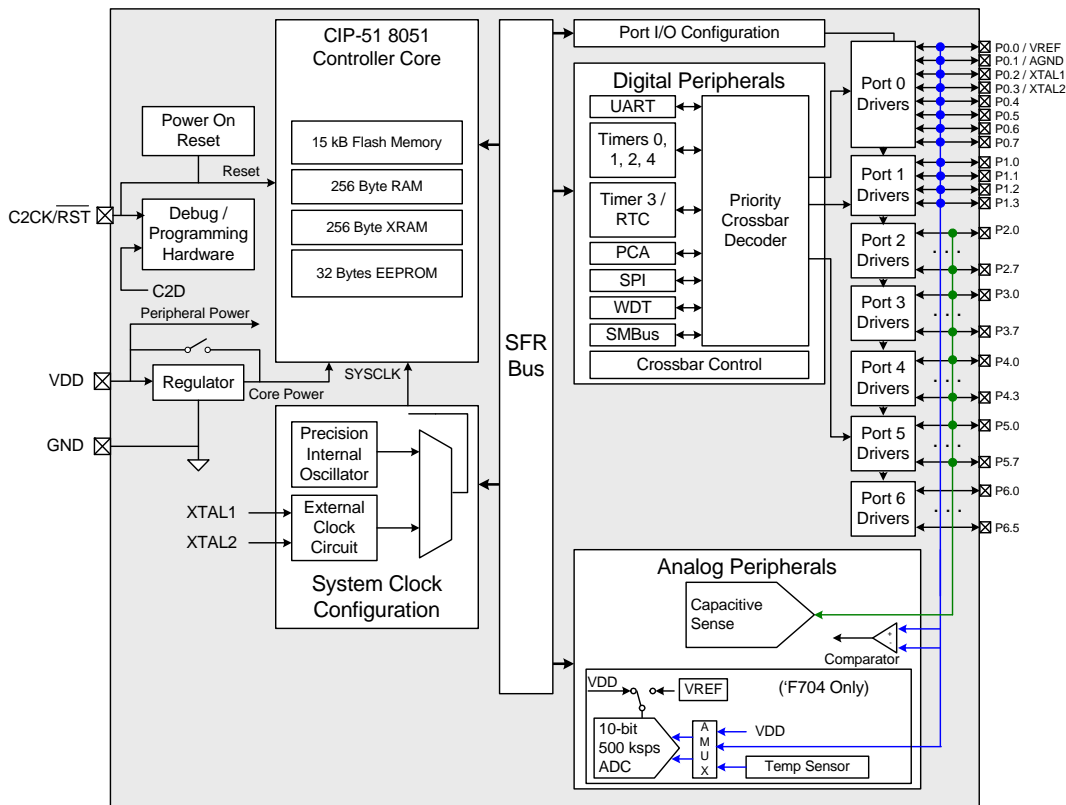 CIP-51 8051
Controller Core
15 kB Flash Memory
256 Byte RAM
256 Byte XRAM
32 Bytes EEPROM
Power On
Reset
Reset
C2CK/RST
Debug /
Programming
Hardware
C2D
Peripheral Power
VDD
Regulator
Core Power
GND
SYSCLK
Precision
Internal
Oscillator
XTAL1
XTAL2
External
Clock
Circuit
System Clock
Configuration
SFR
Bus
Port I/O Configuration
Digital Peripherals
UART
Timers 0,
1, 2, 4
Timer 3 /
RTC
PCA
SPI
WDT
SMBus
Priority
Crossbar
Decoder
Crossbar Control
Port 0
Drivers
Port 1
Drivers
Port 2
Drivers
Port 3
Drivers
Port 4
Drivers
Port 5
Drivers
Port 6
Drivers
P0.0 / VREF
P0.1 / AGND
P0.2 / XTAL1
P0.3 / XTAL2
P0.4
P0.5
P0.6
P0.7
P1.0
P1.1
P1.2
P1.3
P2.0
. . .
P2.7
P3.0
. . .
P3.7
P4.0
. . .
P4.3
P5.0
. . .
P5.7
P6.0
. . .
P6.5
Analog Peripherals
Capacitive
Sense
+
-
Comparator
VDD
VREF
('F704 Only)
10-bit
500 ksps
ADC
A
M
U
X
VDD
Temp Sensor